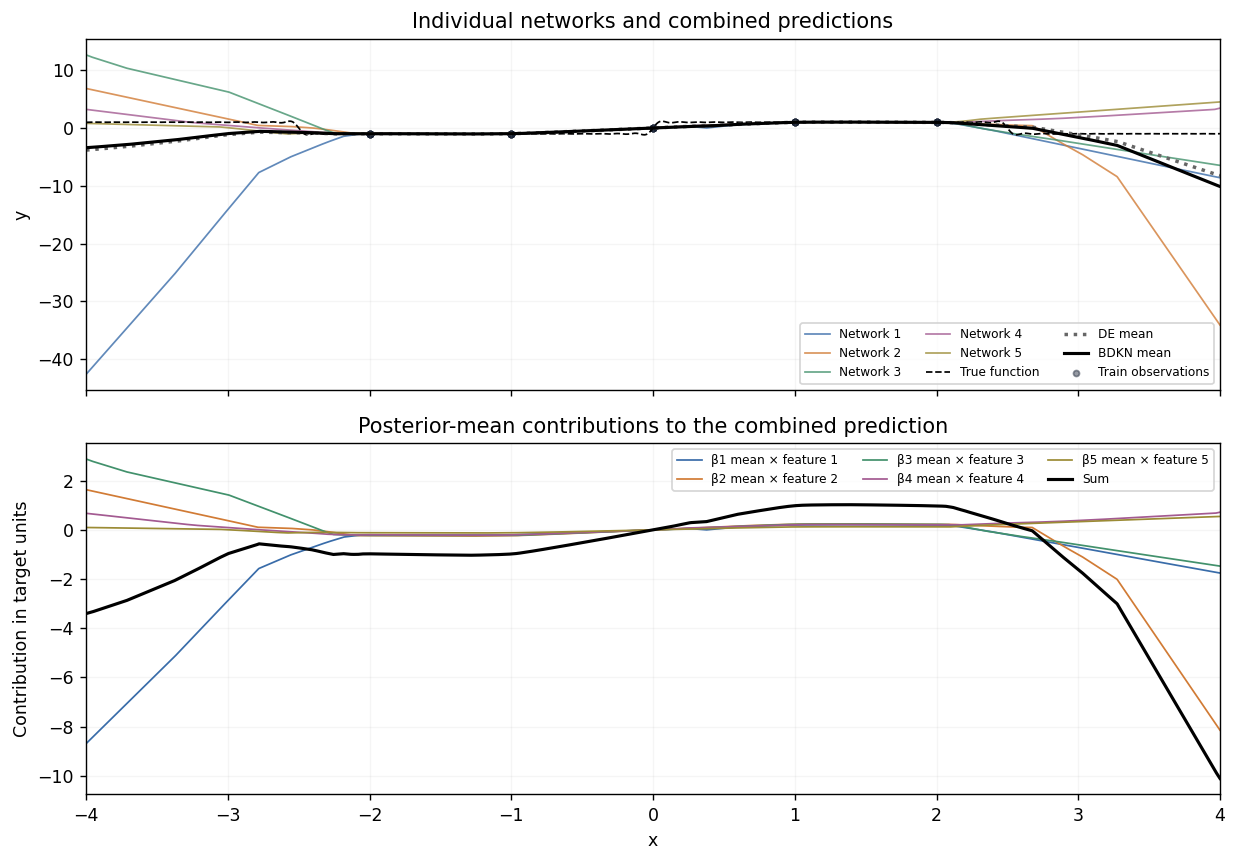 Individual networks and combined predictions
10
0
−10
−20
−30
−40
y
Network 1
Network 2
Network 3
Network 4
Network 5
True function
DE mean
BDKN mean
Train observations
Posterior-mean contributions to the combined prediction
2
0
−2
−4
−6
−8
−10
Contribution in target units
β1 mean × feature 1
β2 mean × feature 2
β3 mean × feature 3
β4 mean × feature 4
β5 mean × feature 5
Sum
−4 −3 −2 −1 0 1 2 3 4
x